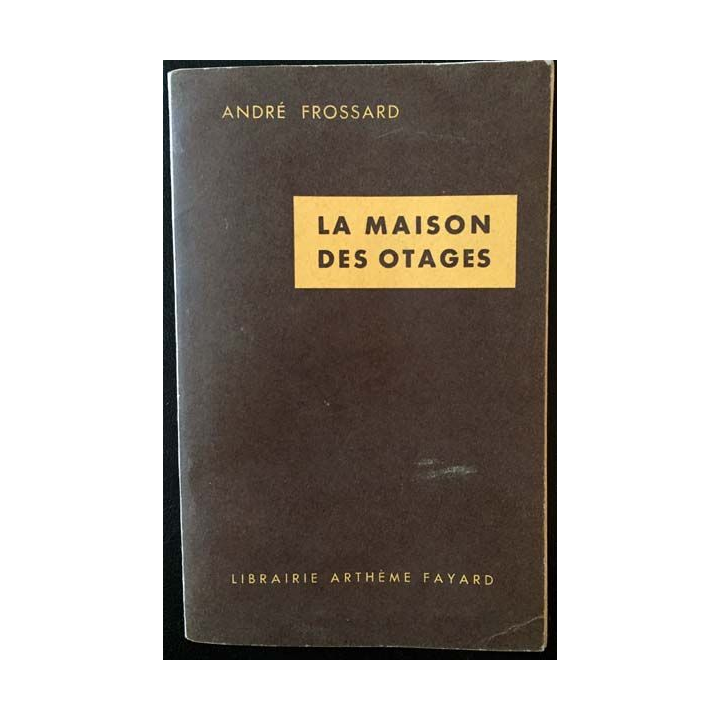 ANDRÉ FROSSARD
LA MAISON
DES OTAGES
LIBRAIRIE ARTHÈME FAYARD